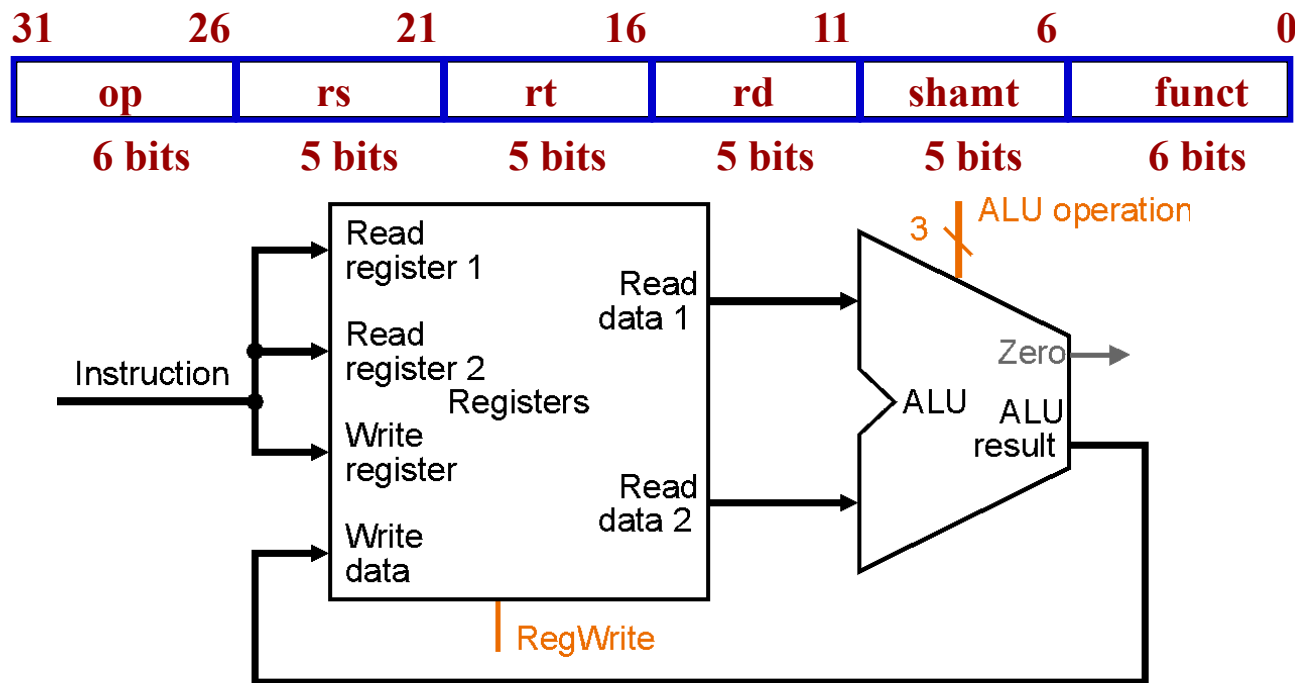 31 26 21 16 11 6 0
op rs rt rd shamt funct
6 bits 5 bits 5 bits 5 bits 5 bits 6 bits
ALU operation
3
Read
register 1
Read
data 1
Read
register 2
Zero
Instruction
Registers
ALU
ALU
result
Write
register
Read
data 2
Write
data
RegWrite